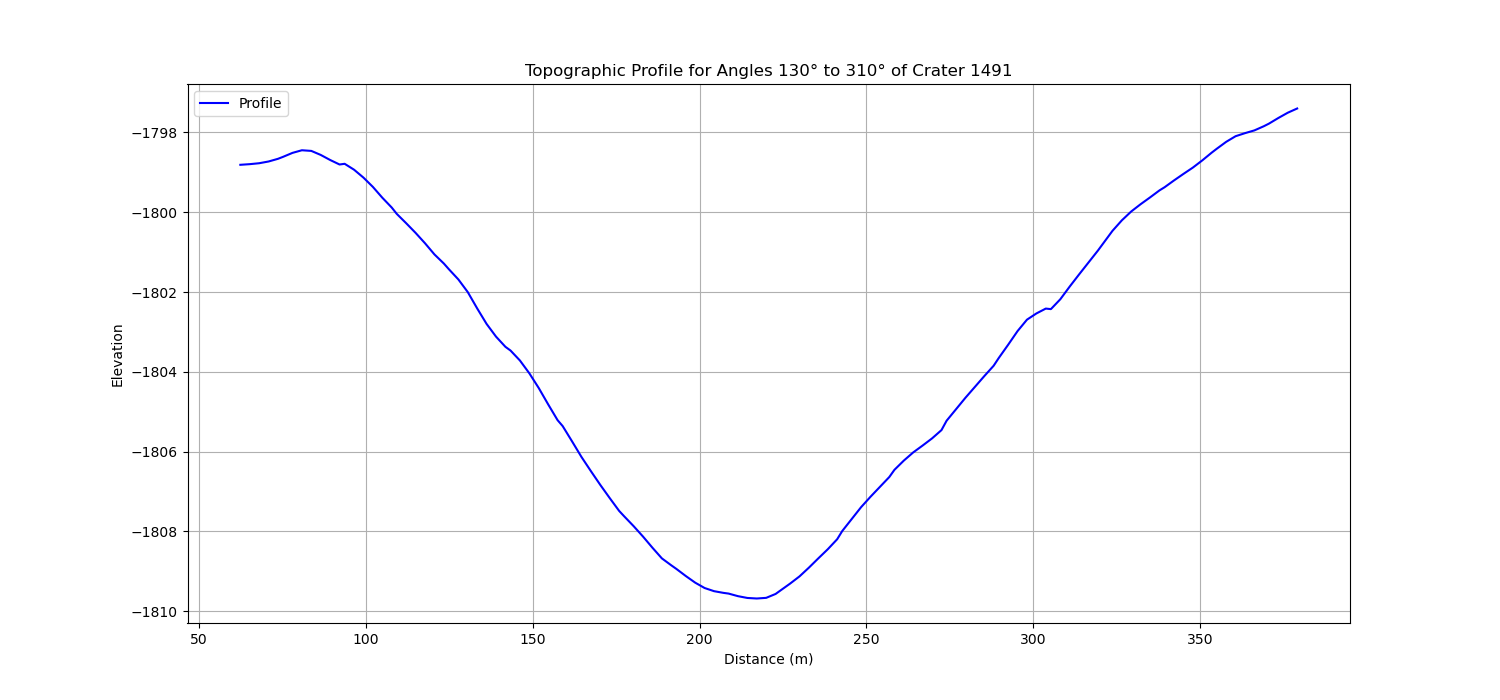 Topographic Profile for Angles 130° to 310° of Crater 1491
Profile
−1798
−1800
−1802
−1804
−1806
−1808
−1810
Elevation
50 100 150 200 250 300 350
Distance (m)